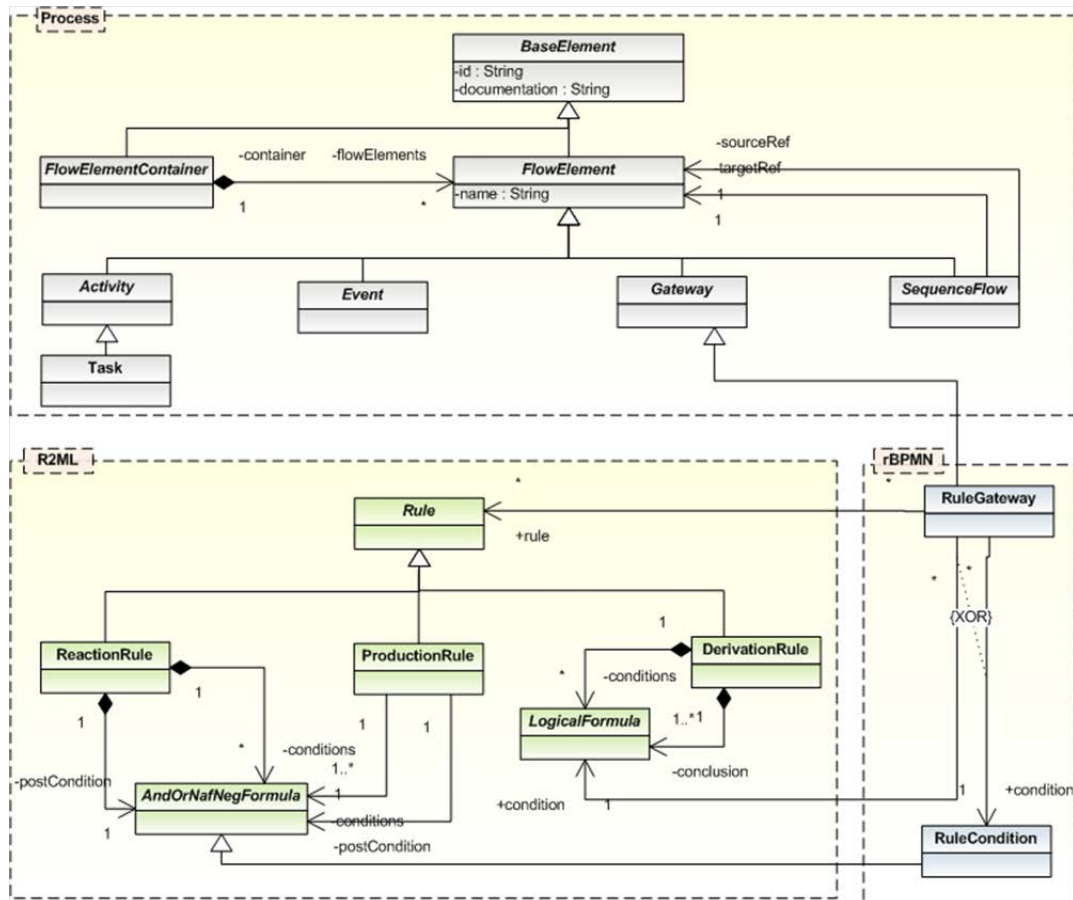 Process
BaseElement
-id : String
-documentation : String
-sourceRef
-container
-flowElements
FlowElementContainer
FlowElement
-targetRef
-name : String
1
*
1
1
Activity
Event
Gateway
SequenceFlow
Task
R2ML
rBPMN
*
*
Rule
RuleGateway
+rule
*
*
1
{XOR}
ReactionRule
ProductionRule
DerivationRule
*
-conditions
1
1
1
1
LogicalFormula
1..*
1
*
-conditions
-conclusion
1..*
-postCondition
AndOrNafNegFormula
1
+condition
1
1
+condition
1
-conditions
RuleCondition
-postCondition